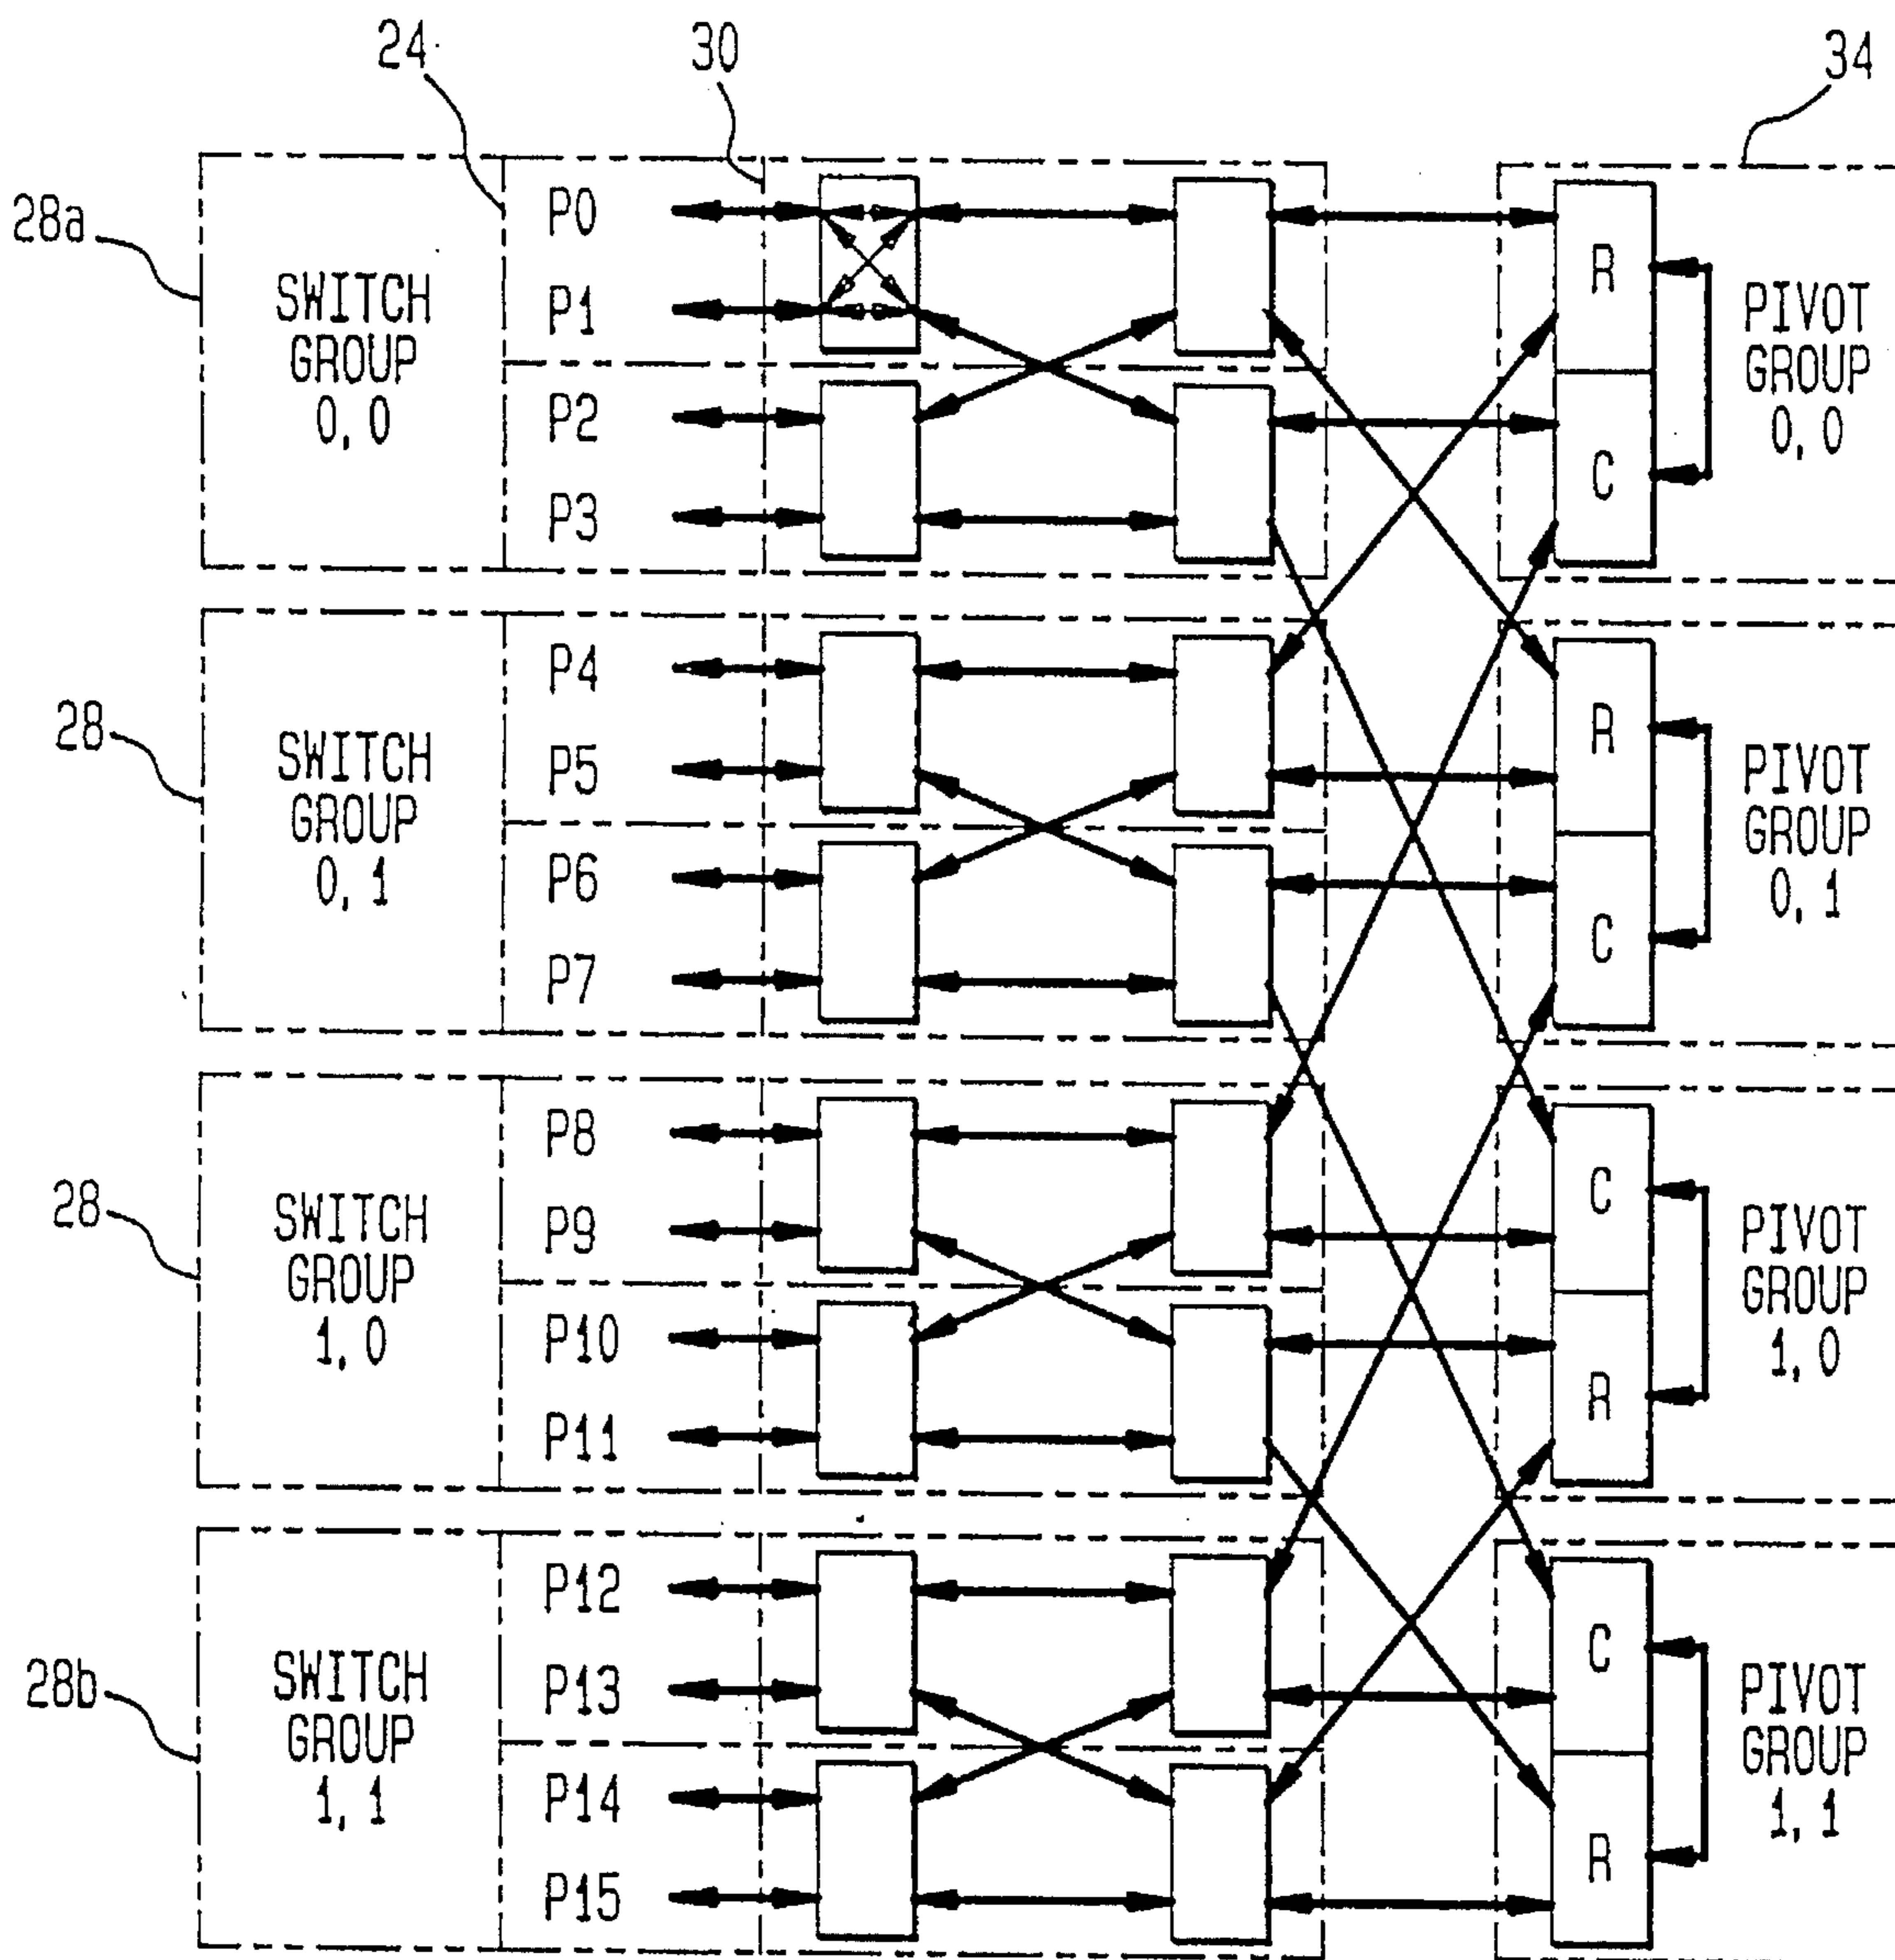 24
30
34
28a
SWITCH
GROUP
0, 0
P0
P1
P2
P3
R
C
PIVOT
GROUP
0, 0
28
SWITCH
GROUP
0, 1
P4
P5
P6
P7
R
C
PIVOT
GROUP
0, 1
28
SWITCH
GROUP
1, 0
P8
P9
P10
P11
C
R
PIVOT
GROUP
1, 0
28b
SWITCH
GROUP
1, 1
P12
P13
P14
P15
C
R
PIVOT
GROUP
1, 1